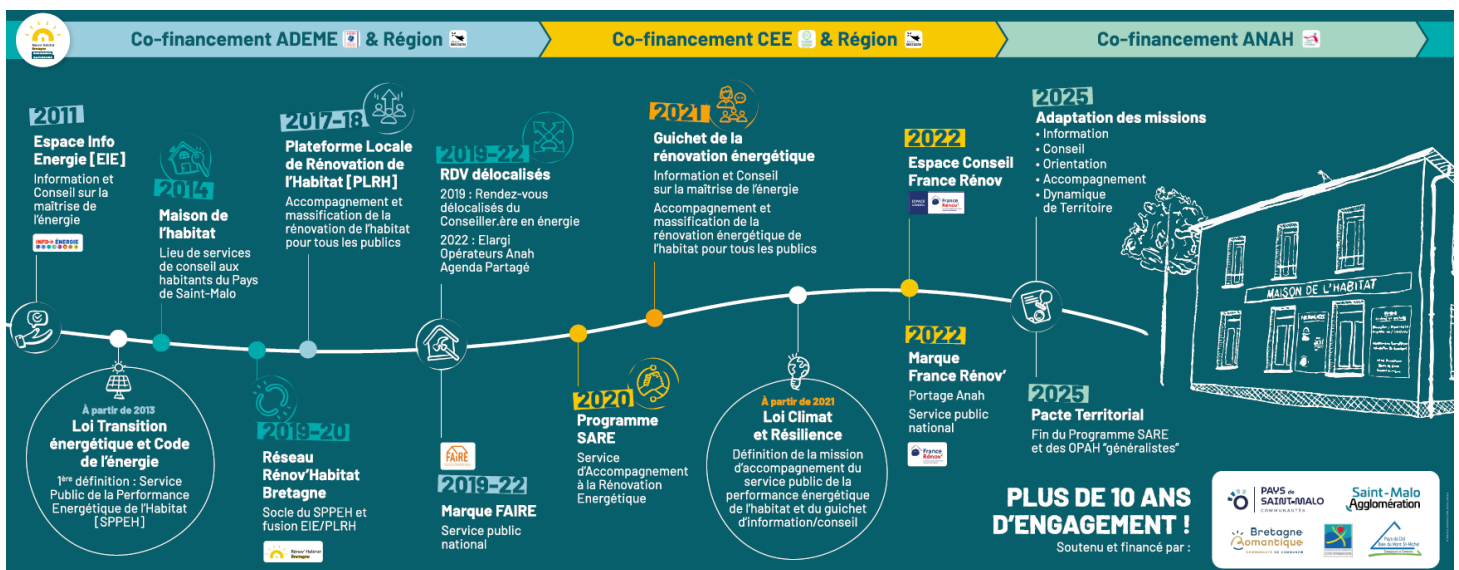 Co-financement ADEME & Région
Co-financement CEE & Région
Co-financement ANAH
2011
Espace Info
Energie [EIE]
Information et
Conseil sur la
maîtrise de
l'énergie
INFO→ ÉNERGIE
À partir de 2013
Loi Transition
énergétique et Code
de l'énergie
1ère définition : Service
Public de la Performance
Energétique de l'Habitat
[SPPEH]
2014
Maison de
l'habitat
Lieu de services
de conseil aux
habitants du Pays
de Saint-Malo
2019-20
Réseau
Rénov'Habitat
Bretagne
Socle du SPPEH et
fusion EIE/PLRH
Rénov' Habitat
Bretagne
2017-18
Plateforme Locale
de Rénovation de
l'Habitat [PLRH]
Accompagnement et
massification de la
rénovation de l'habitat
pour tous les publics
2019-22
RDV délocalisés
2019 : Rendez-vous
délocalisés du
Conseiller.ère en énergie
2022 : Elargi
Opérateurs Anah
Agenda Partagé
FAIRE
2019-22
Marque FAIRE
Service public
national
2020
Programme
SARE
Service
d'Accompagnement
à la Rénovation
Energétique
2021
Guichet de la
rénovation énergétique
Information et Conseil
sur la maîtrise de l'énergie
Accompagnement et
massification de la
rénovation énergétique de
l'habitat pour tous les publics
À partir de 2021
Loi Climat
et Résilience
Définition de la mission
d'accompagnement du
service public de la
performance énergétique
de l'habitat et du guichet
d'information/conseil
2022
Espace Conseil
France Rénov
ESPACE
CONSEIL
France
Rénov'
2022
Marque
France Rénov'
Portage Anah
Service public
national
France
Rénov'
2025
Adaptation des missions
• Information
• Conseil
• Orientation
• Accompagnement
• Dynamique
de Territoire
2025
Pacte Territorial
Fin du Programme SARE
et des OPAH "généralistes"
MAISON DE L'HABITAT
PLUS DE 10 ANS
D'ENGAGEMENT !
Soutenu et financé par :
PAYS DE
SAINT-MALO
COMMUNAUTÉS
Saint-Malo
Agglomération
Bretagne
Romantique